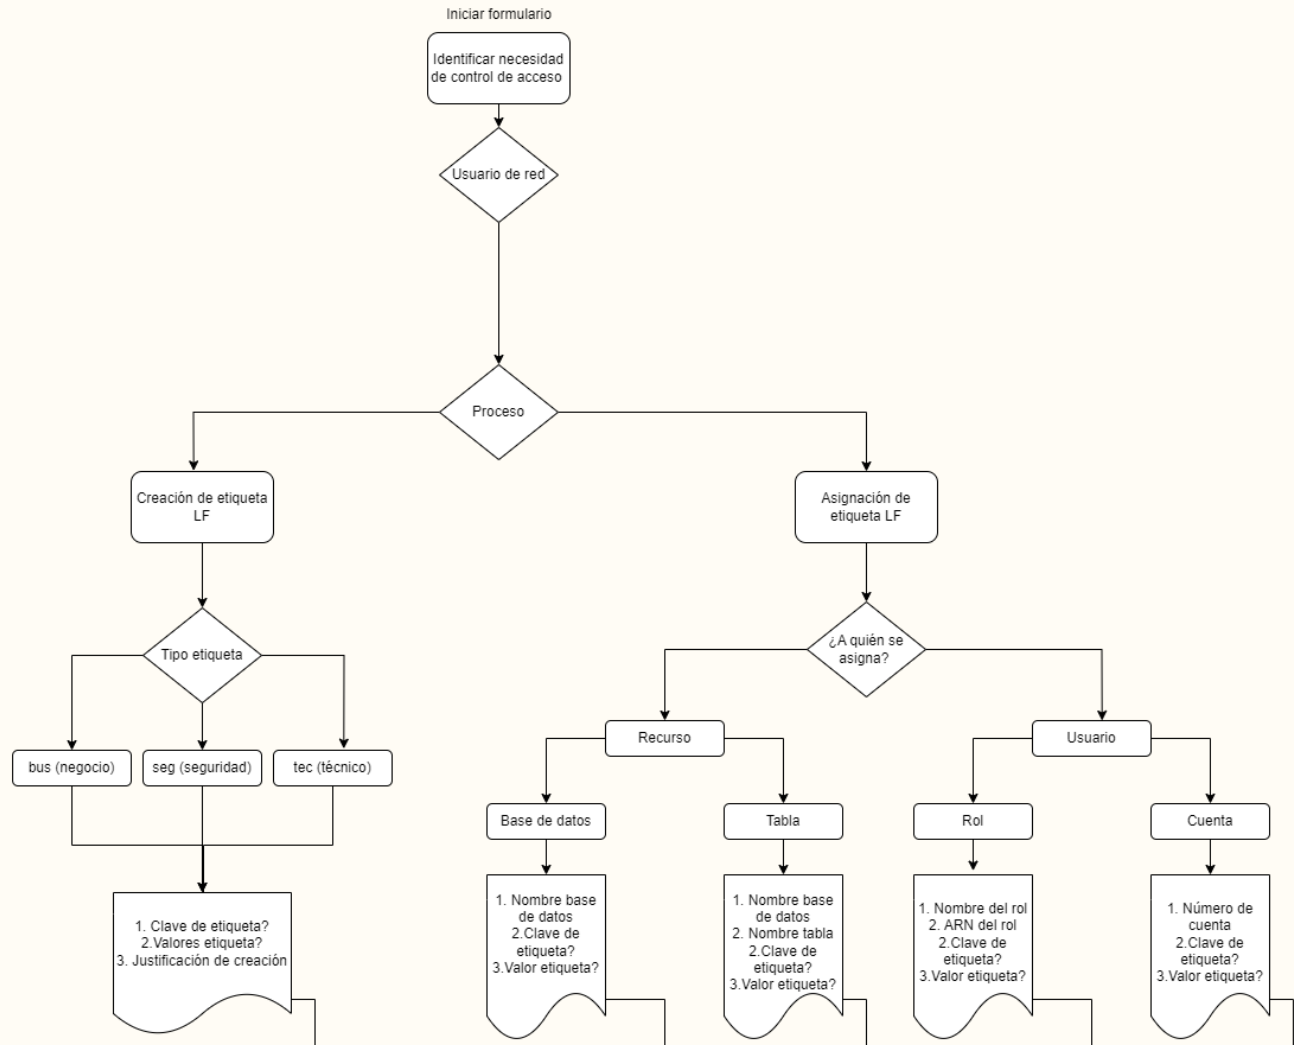 Iniciar formulario
Identificar necesidad
de control de acceso
Usuario de red
Proceso
Creación de etiqueta
LF
Asignación de
etiqueta LF
Tipo etiqueta
¿A quién se
asigna?
bus (negocio)
seg (seguridad)
tec (técnico)
Recurso
Usuario
Base de datos
Tabla
Rol
Cuenta
1. Clave de etiqueta?
2.Valores etiqueta?
3. Justificación de creación
1. Nombre base
de datos
2.Clave de
etiqueta?
3.Valor etiqueta?
1. Nombre base
de datos
2. Nombre tabla
2.Clave de
etiqueta?
3.Valor etiqueta?
1. Nombre del rol
2. ARN del rol
2.Clave de
etiqueta?
3.Valor etiqueta?
1. Número de
cuenta
2.Clave de
etiqueta?
3.Valor etiqueta?